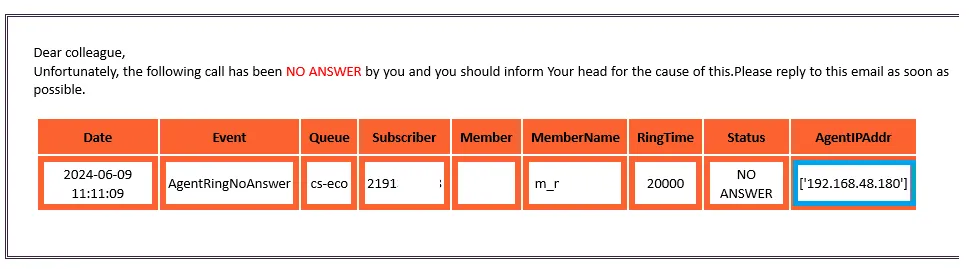 Dear colleague,
Unfortunately, the following call has been NO ANSWER by you and you should inform Your head for the cause of this.Please reply to this email as soon as
possible.
Date Event Queue Subscriber Member MemberName RingTime Status AgentIPAddr
2024-06-09 11:11:09 AgentRingNoAnswer cs-eco 2191 m_r 20000 NO ANSWER ['192.168.48.180']